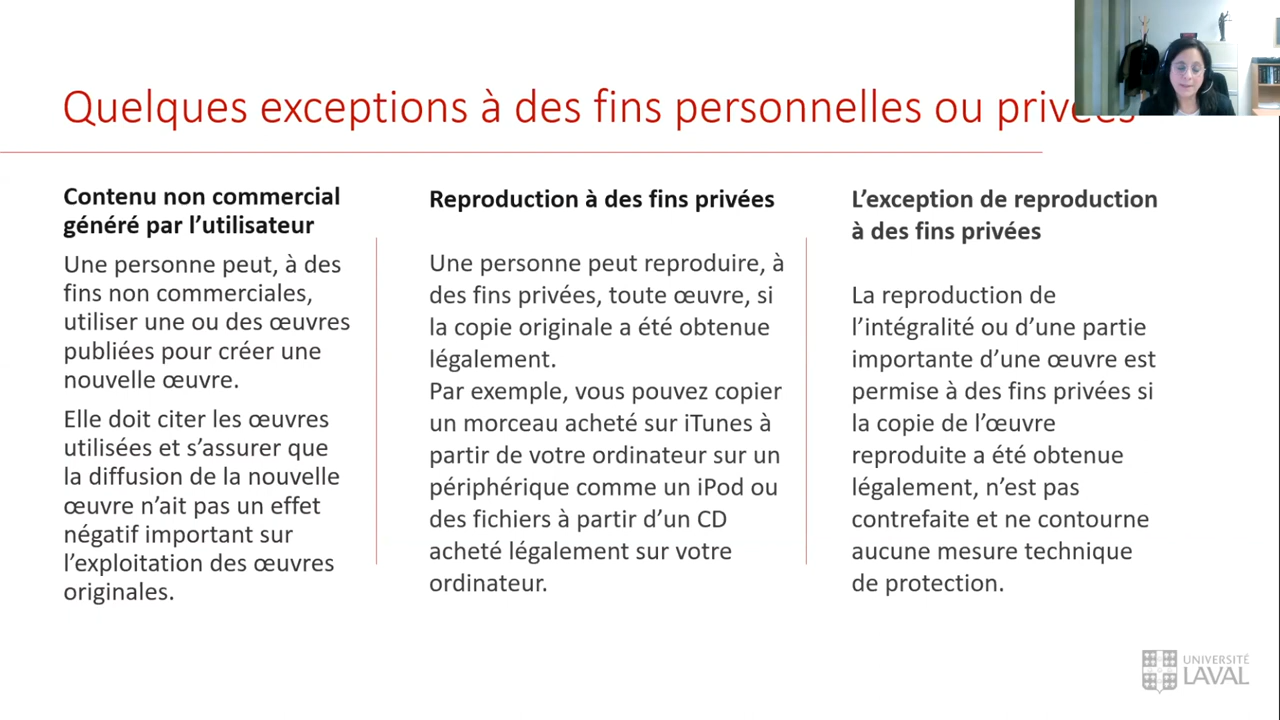 Quelques exceptions à des fins personnelles ou privées
Contenu non commercial
généré par l’utilisateur
Une personne peut, à des
fins non commerciales,
utiliser une ou des œuvres
publiées pour créer une
nouvelle œuvre.
Elle doit citer les œuvres
utilisées et s’assurer que
la diffusion de la nouvelle
œuvre n’ait pas un effet
négatif important sur
l’exploitation des œuvres
originales.
Reproduction à des fins privées
Une personne peut reproduire, à
des fins privées, toute œuvre, si
la copie originale a été obtenue
légalement.
Par exemple, vous pouvez copier
un morceau acheté sur iTunes à
partir de votre ordinateur sur un
périphérique comme un iPod ou
des fichiers à partir d’un CD
acheté légalement sur votre
ordinateur.
L’exception de reproduction
à des fins privées
La reproduction de
l’intégralité ou d’une partie
importante d’une œuvre est
permise à des fins privées si
la copie de l’œuvre
reproduite a été obtenue
légalement, n’est pas
contrefaite et ne contourne
aucune mesure technique
de protection.
UNIVERSITÉ
LAVAL